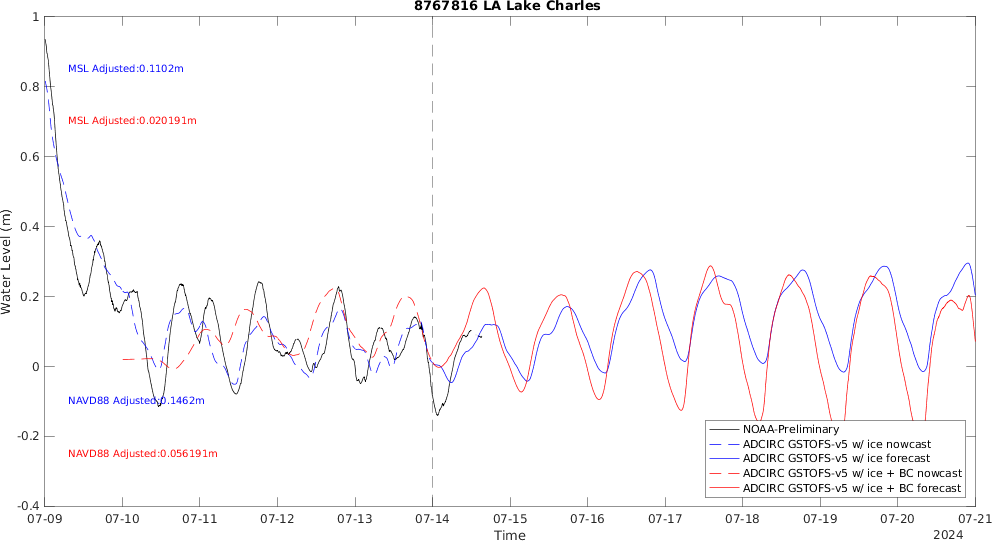 8767816 LA Lake Charles
1
0.8
0.6
0.4
0.2
0
-0.2
-0.4
Water Level (m)
MSL Adjusted:0.1102m
MSL Adjusted:0.020191m
NAVD88 Adjusted:0.1462m
NAVD88 Adjusted:0.056191m
NOAA-Preliminary
ADCIRC GSTOFS-v5 w/ ice nowcast
ADCIRC GSTOFS-v5 w/ ice forecast
ADCIRC GSTOFS-v5 w/ ice + BC nowcast
ADCIRC GSTOFS-v5 w/ ice + BC forecast
07-09 07-10 07-11 07-12 07-13 07-14 07-15 07-16 07-17 07-18 07-19 07-20 07-21
Time
2024